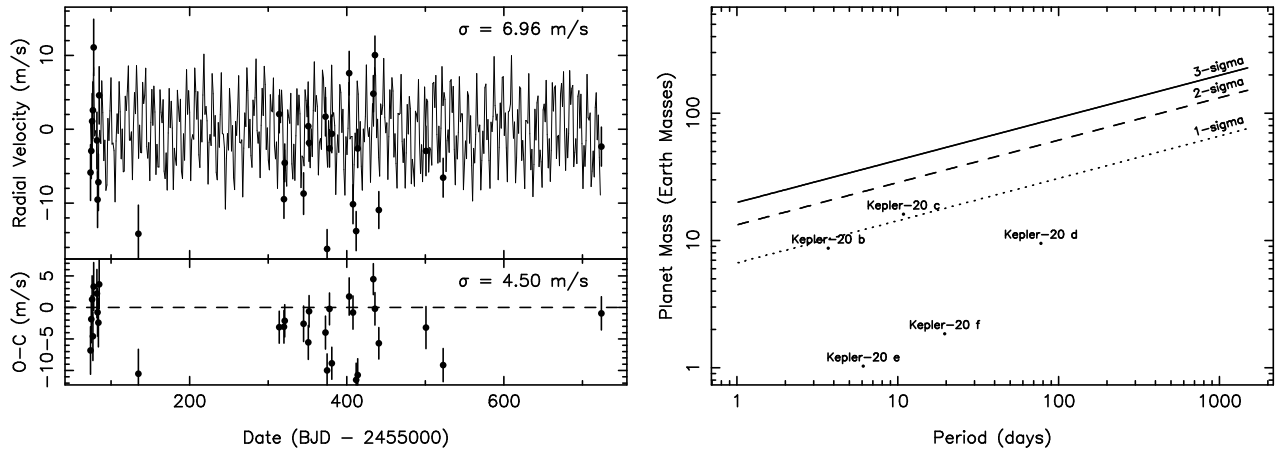 σ = 6.96 m/s
10
0
−10
Radial Velocity (m/s)
σ = 4.50 m/s
5
0
−5
−10
O−C (m/s)
200
400
600
Date (BJD − 2455000)
3−sigma
2−sigma
1−sigma
Kepler−20 c
Kepler−20 b
Kepler−20 d
Kepler−20 f
Kepler−20 e
100
10
1
Planet Mass (Earth Masses)
1
10
100
1000
Period (days)